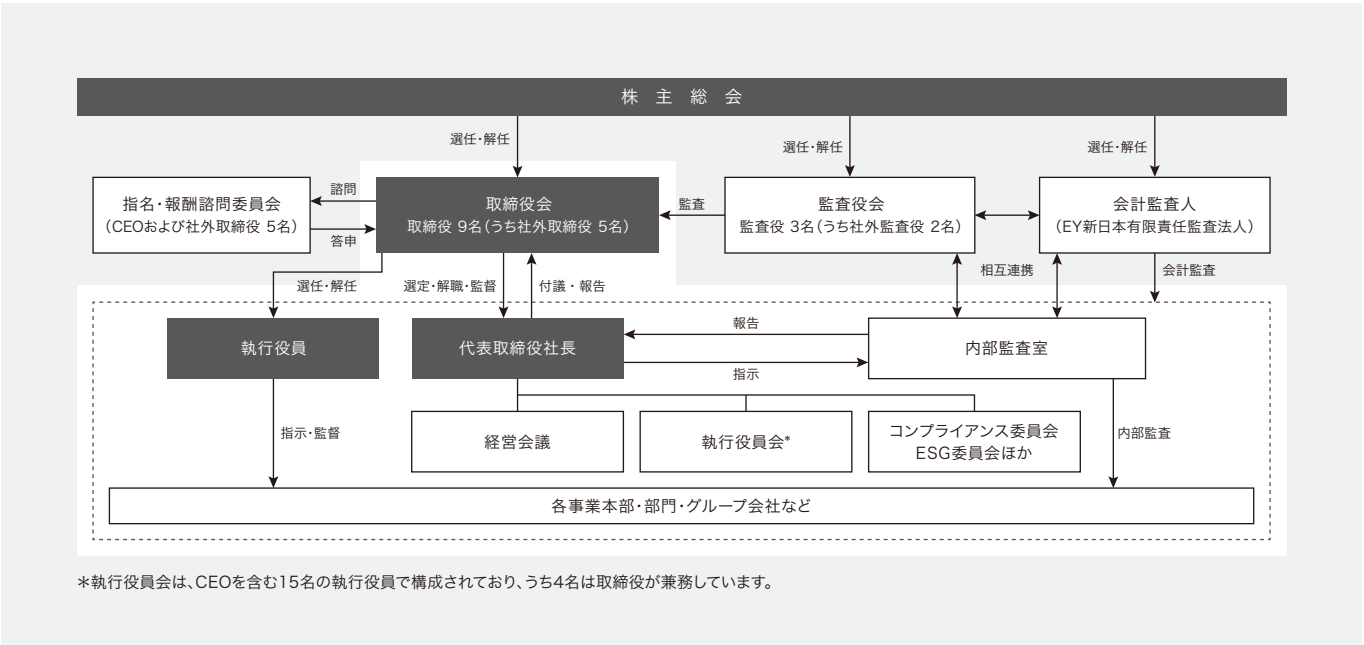 株主総会
選任・解任
選任・解任
選任・解任
指名・報酬諮問委員会
（CEOおよび社外取締役 5名）
諮問
答申
取締役会
取締役 9名（うち社外取締役 5名）
監査
監査役会
監査役 3名（うち社外監査役 2名）
会計監査人
（EY新日本有限責任監査法人）
選任・解任
選定・解職・監督
付議・報告
相互連携
会計監査
執行役員
代表取締役社長
報告
指示
内部監査室
指示・監督
経営会議
執行役員会*
コンプライアンス委員会
ESG委員会ほか
内部監査
各事業本部・部門・グループ会社など
＊執行役員会は、CEOを含む15名の執行役員で構成されており、うち4名は取締役が兼務しています。